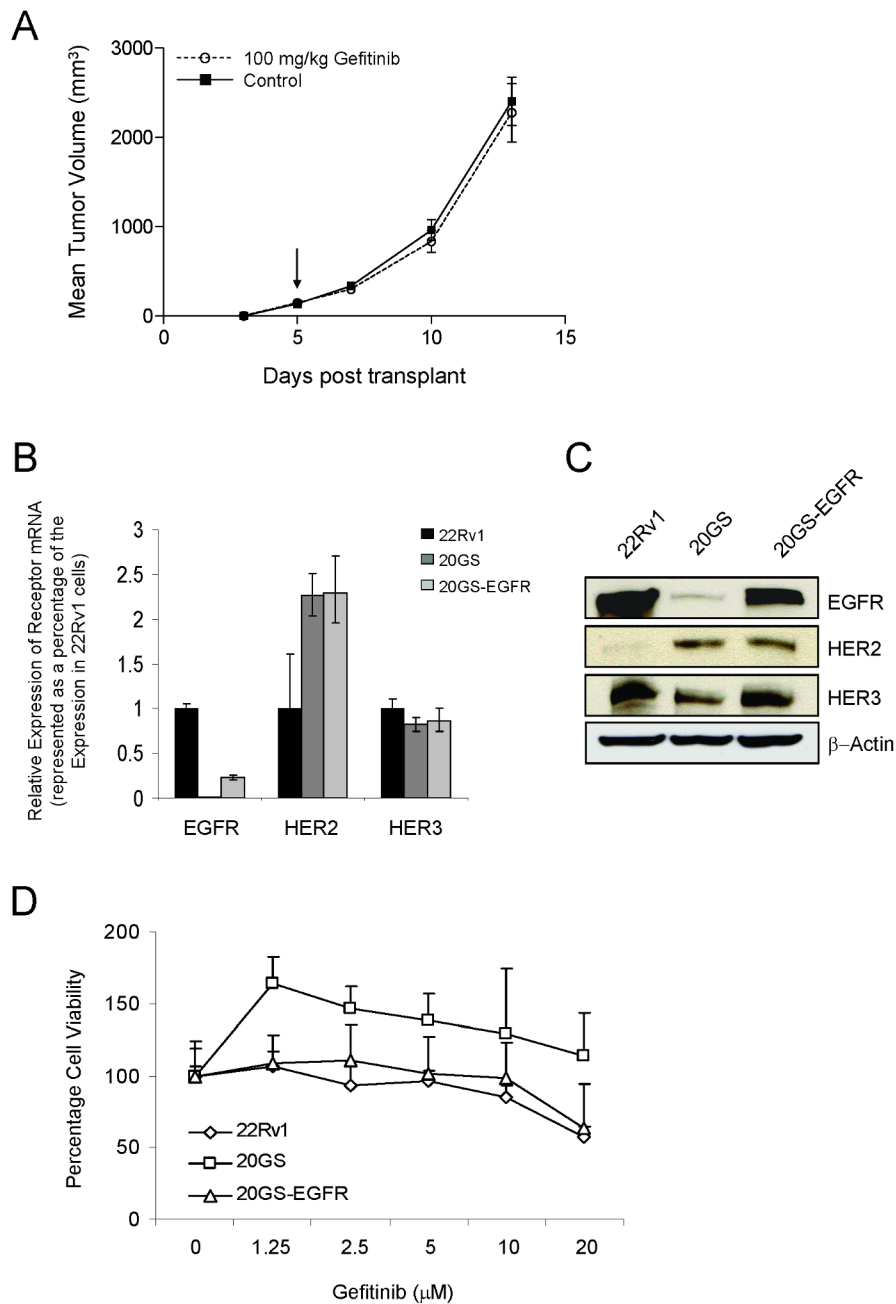 A
3000
2000
1000
0
Mean Tumor Volume (mm³)
100 mg/kg Gefitinib
Control
0 5 10 15
Days post transplant
B
Relative Expression of Receptor mRNA
(represented as a percentage of the
Expression in 22Rv1 cells)
3
2.5
2
1.5
1
0.5
0
22Rv1
20GS
20GS-EGFR
EGFR HER2 HER3
C
22Rv1 20GS 20GS-EGFR
EGFR
HER2
HER3
β–Actin
D
Percentage Cell Viability
200
150
100
50
0
22Rv1
20GS
20GS-EGFR
0 1.25 2.5 5 10 20
Gefitinib (μM)